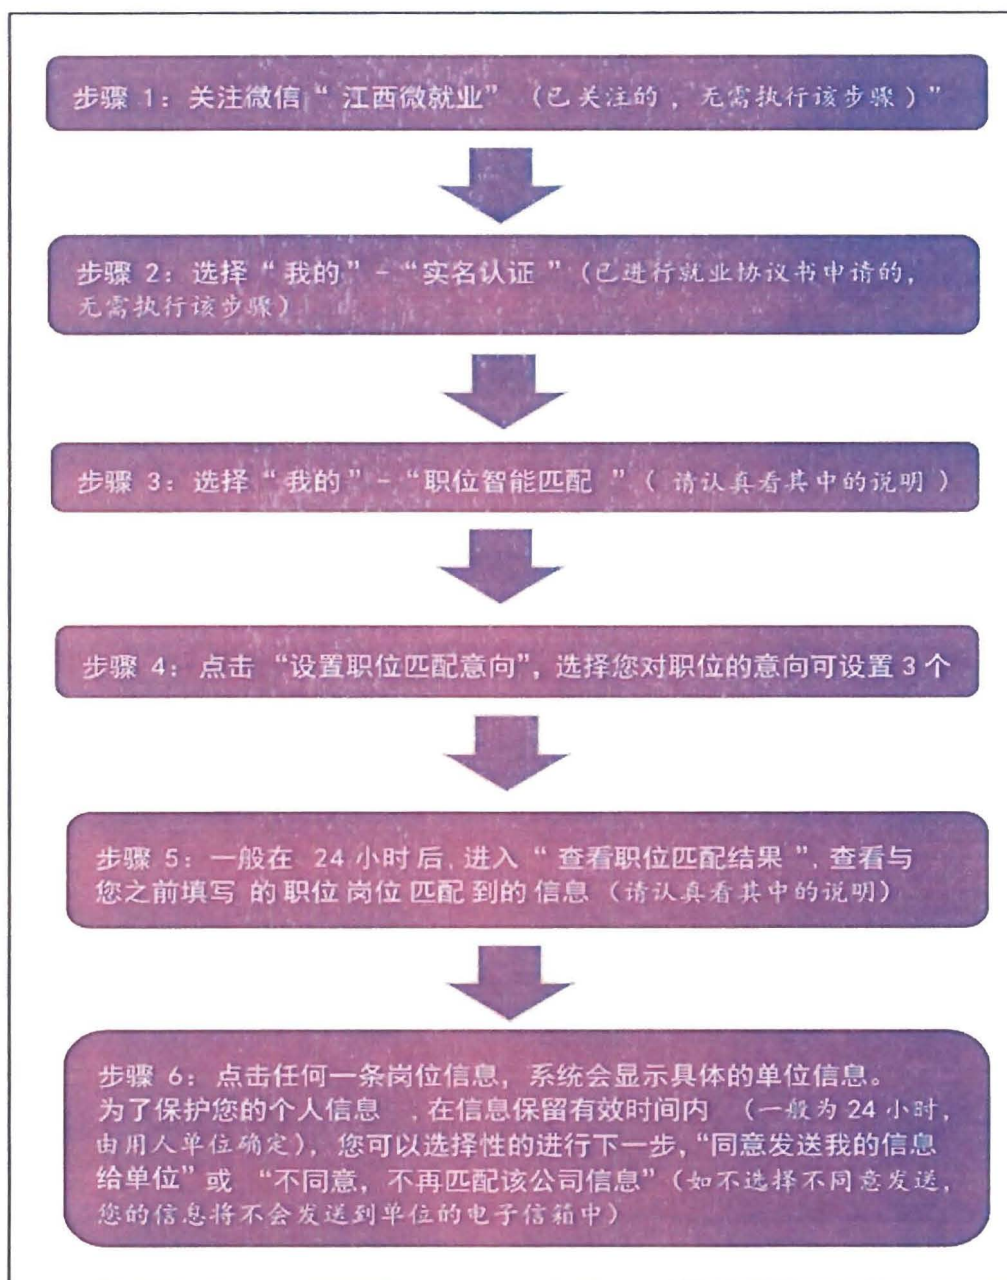 步骤 1：关注微信“江西微就业”（已关注的，无需执行该步骤）”
步骤 2：选择“我的”-“实名认证”（已进行就业协议书申请的，
无需执行该步骤）
步骤 3：选择“我的”-“职位智能匹配”（请认真看其中的说明）
步骤 4：点击“设置职位匹配意向”，选择您对职位的意向可设置 3 个
步骤 5：一般在 24 小时后，进入“查看职位匹配结果”，查看与
您之前填写的职位岗位匹配到的信息（请认真看其中的说明）
步骤 6：点击任何一条岗位信息，系统会显示具体的单位信息。
为了保护您的个人信息，在信息保留有效时间内（一般为 24 小时，
由用人单位确定），您可以选择性的进行下一步，“同意发送我的信息
给单位”或“不同意，不再匹配该公司信息”（如不选择不同意发送，
您的信息将不会发送到单位的电子信箱中）